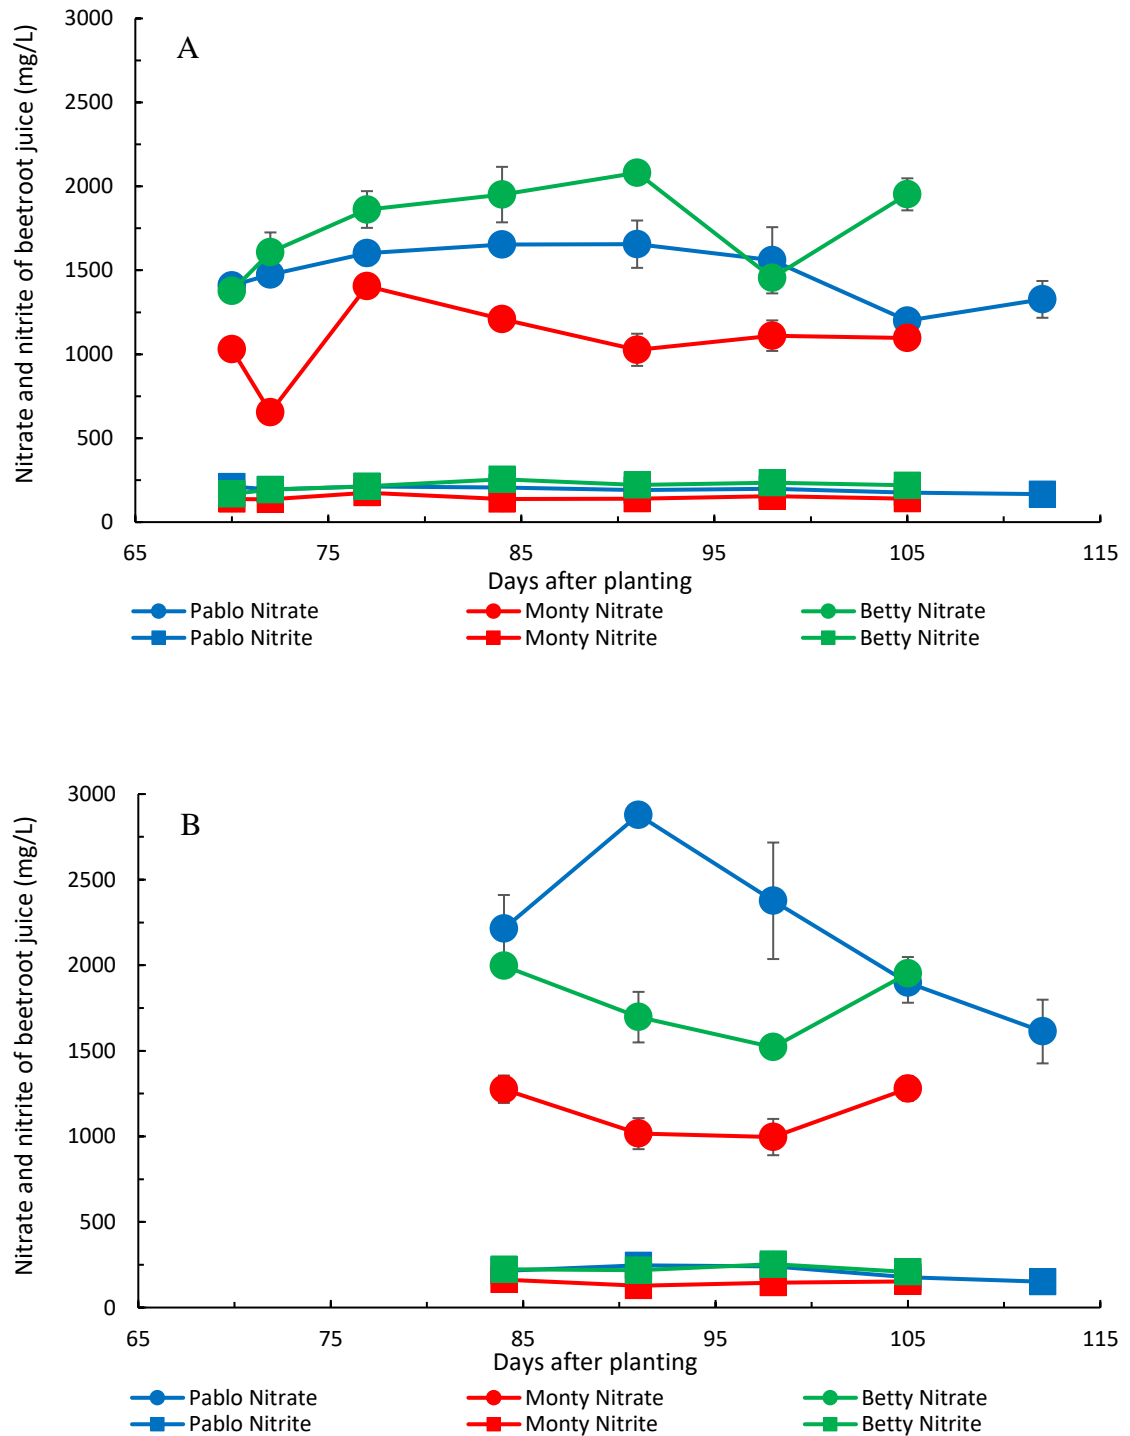 Nitrate and nitrite of beetroot juice (mg/L)
A
3000
2500
2000
1500
1000
500
0
65 75 85 95 105 115
Days after planting
Pablo Nitrate Monty Nitrate Betty Nitrate
Pablo Nitrite Monty Nitrite Betty Nitrite
Nitrate and nitrite of beetroot juice (mg/L)
B
3000
2500
2000
1500
1000
500
0
65 75 85 95 105 115
Days after planting
Pablo Nitrate Monty Nitrate Betty Nitrate
Pablo Nitrite Monty Nitrite Betty Nitrite